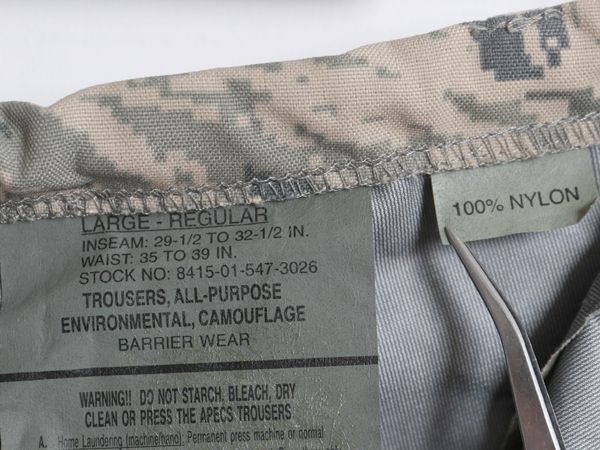 LARGE - REGULAR
INSEAM: 29-1/2 TO 32-1/2 IN.
WAIST: 35 TO 39 IN.
STOCK NO: 8415-01-547-3026
TROUSERS, ALL-PURPOSE
ENVIRONMENTAL, CAMOUFLAGE
BARRIER WEAR
WARNING!! DO NOT STARCH, BLEACH, DRY
CLEAN OR PRESS THE APECS TROUSERS
A. Home Laundering (machine/hand): Permanent press machine or normal
100% NYLON